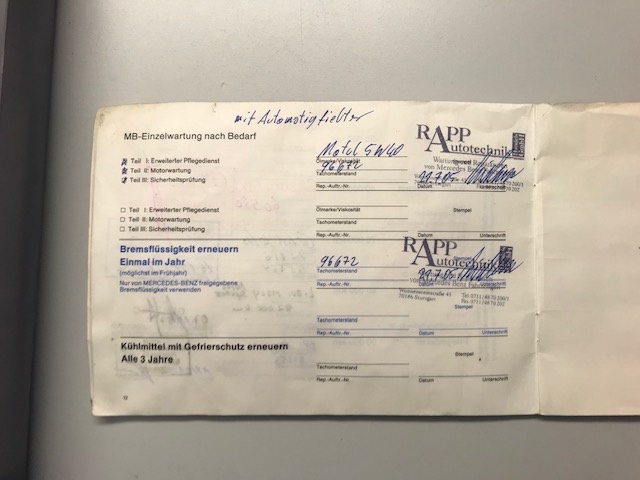 mit Automatigfielter
MB-Einzelwartung nach Bedarf
RAPP
Autotechnik
Motul 5W40
Teil I: Erweiterter Pflegedienst
Ölmarke/Viskosität
Teil II: Motorwartung
96672
Tachometerstand
Teil III: Sicherheitsprüfung
Rep.-Auftr.-Nr. Datum Unterschrift
Teil I: Erweiterter Pflegedienst
Ölmarke/Viskosität Stempel
Teil II: Motorwartung
Tachometerstand
Teil III: Sicherheitsprüfung
Rep.-Auftr.-Nr. Datum Unterschrift
Bremsflüssigkeit erneuern
RAPP
Autotechnik
Einmal im Jahr
96672
(möglichst im Frühjahr)
Tachometerstand
Nur von MERCEDES-BENZ freigegebene
Bremsflüssigkeit verwenden
Rep.-Auftr.-Nr.
70186 Stuttgart
Stempel
Tachometerstand
Rep.-Auftr.-Nr. Datum Unterschrift
Kühlmittel mit Gefrierschutz erneuern
Stempel
Alle 3 Jahre
Tachometerstand
Rep.-Auftr.-Nr. Datum Unterschrift